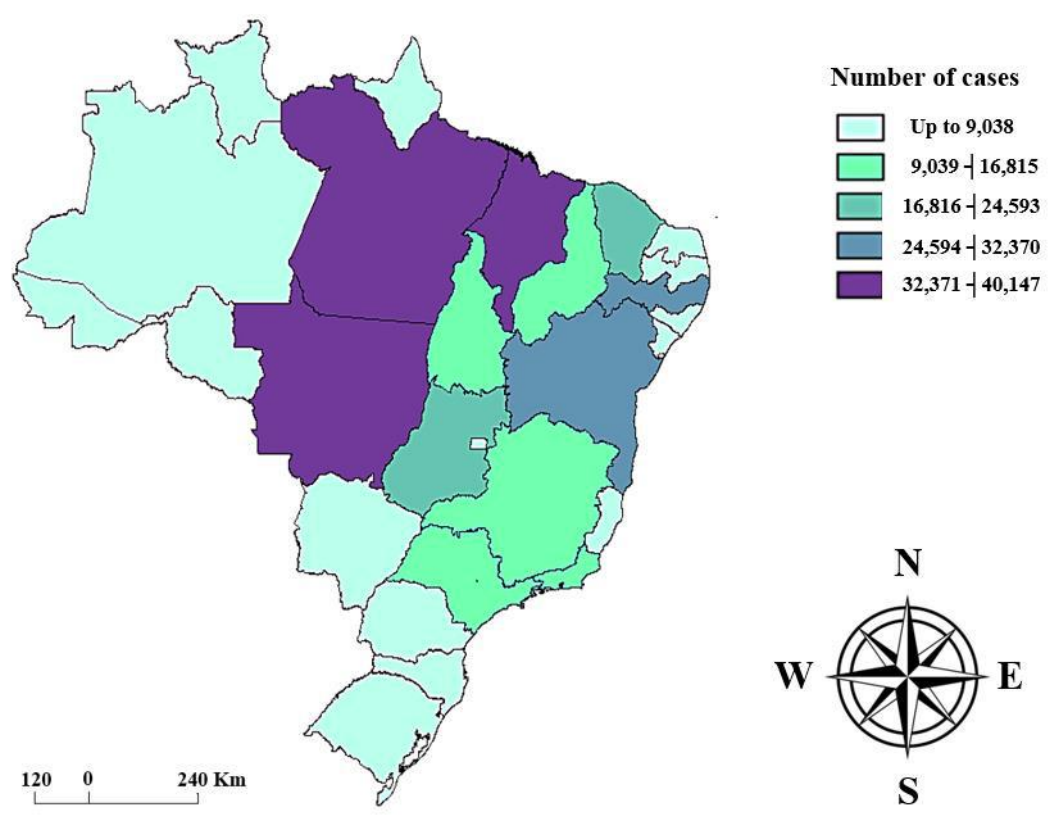 Number of cases
Up to 9,038
9,039 ┤16,815
16,816 ┤24,593
24,594 ┤32,370
32,371 ┤40,147
N
W E
S
120 0 240 Km